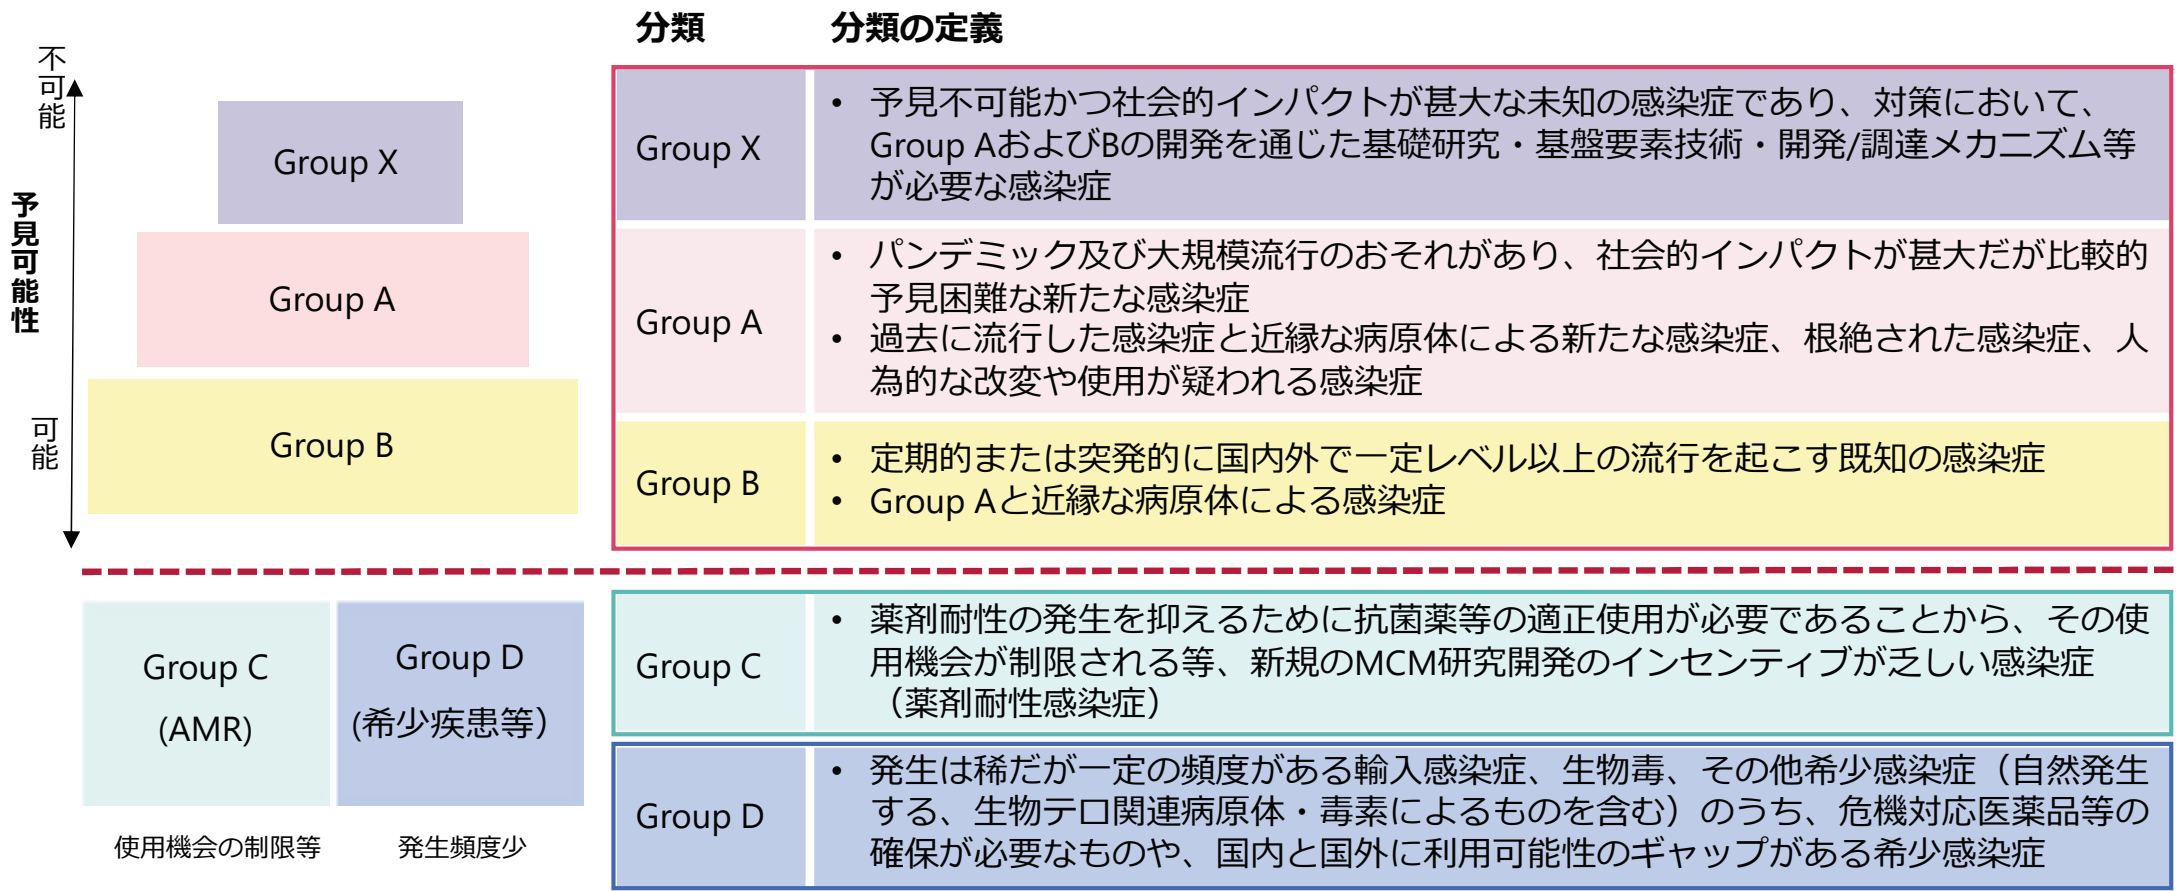 分類
分類の定義
不可能
予見可能性
可能
Group X
Group A
Group B
Group X
• 予見不可能かつ社会的インパクトが甚大な未知の感染症であり、対策において、
Group AおよびBの開発を通じた基礎研究・基盤要素技術・開発/調達メカニズム等
が必要な感染症
Group A
• パンデミック及び大規模流行のおそれがあり、社会的インパクトが甚大だが比較的
予見困難な新たな感染症
• 過去に流行した感染症と近縁な病原体による新たな感染症、根絶された感染症、人
為的な改変や使用が疑われる感染症
Group B
• 定期的または突発的に国内外で一定レベル以上の流行を起こす既知の感染症
• Group Aと近縁な病原体による感染症
Group C
(AMR)
Group D
(希少疾患等）
使用機会の制限等
発生頻度少
Group C
• 薬剤耐性の発生を抑えるために抗菌薬等の適正使用が必要であることから、その使
用機会が制限される等、新規のMCM研究開発のインセンティブが乏しい感染症
（薬剤耐性感染症）
Group D
• 発生は稀だが一定の頻度がある輸入感染症、生物毒、その他希少感染症（自然発生
する、生物テロ関連病原体・毒素によるものを含む）のうち、危機対応医薬品等の
確保が必要なものや、国内と国外に利用可能性のギャップがある希少感染症